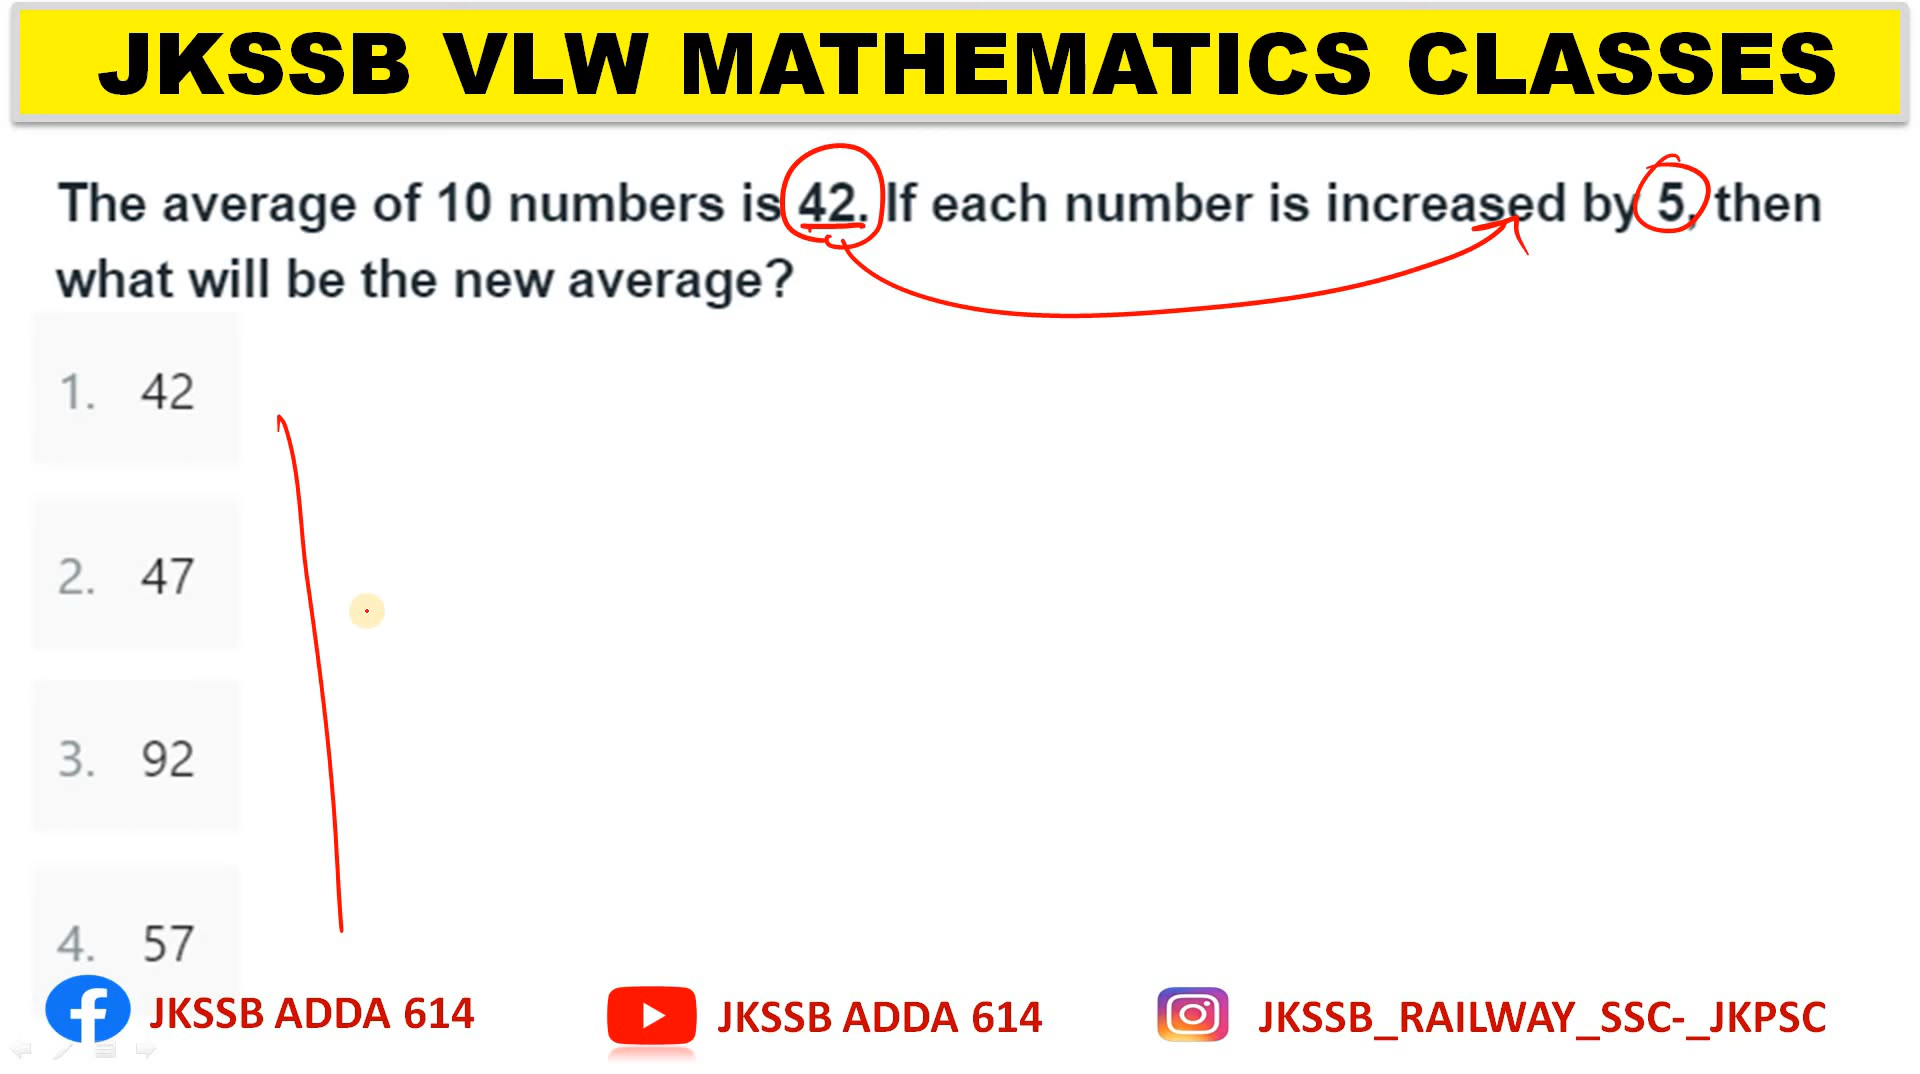 JKSSB VLW MATHEMATICS CLASSES
The average of 10 numbers is 42. If each number is increased by 5, then
what will be the new average?
1. 42
2. 47
3. 92
4. 57
JKSSB ADDA 614 JKSSB ADDA 614 JKSSB_RAILWAY_SSC-_JKPSC